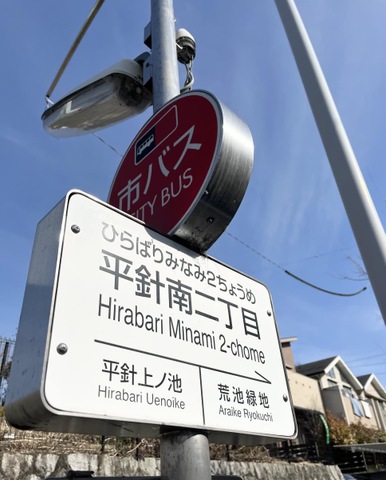 市バス
CITY BUS
ひらばりみなみ2ちょうめ
平針南二丁目
Hirabari Minami 2-chome
平針上ノ池
Hirabari Uenoike
荒池緑地
Araike Ryokuchi